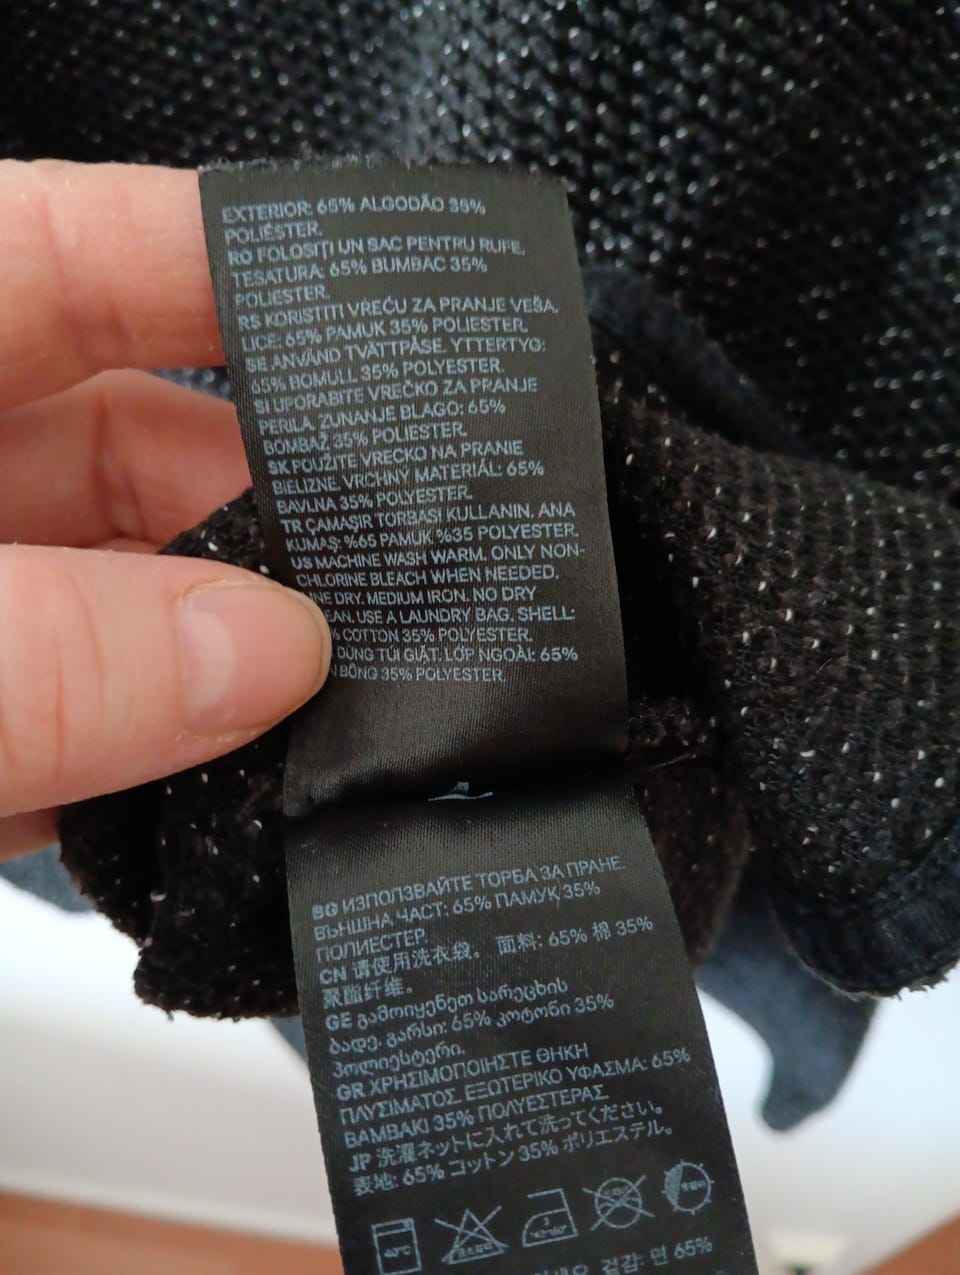 EXTERIOR: 65% ALGODÃO 35%
POLIÉSTER.
RO FOLOSIȚI UN SAC PENTRU RUFE.
ȚESĂTURĂ: 65% BUMBAC 35%
POLIESTER.
RS KORISTITI VREĆU ZA PRANJE VEŠA.
LICE: 65% PAMUK 35% POLIESTER.
SE ANVÄND TVÄTTPÅSE. YTTERTYG:
65% BOMULL 35% POLYESTER.
SI UPORABITE VREČKO ZA PRANJE
PERILA. ZUNANJE BLAGO: 65%
BOMBAŽ 35% POLIESTER.
SK POUŽITE VRECKO NA PRANIE
BIELIZNE. VRCHNÝ MATERIÁL: 65%
BAVLNA 35% POLYESTER.
TR ÇAMAŞIR TORBASI KULLANIN. ANA
KUMAŞ: %65 PAMUK %35 POLYESTER.
US MACHINE WASH WARM. ONLY NON-
CHLORINE BLEACH WHEN NEEDED.
DRY. MEDIUM IRON. NO DRY
USE A LAUNDRY BAG. SHELL:
% COTTON 35% POLYESTER.
DÙNG TÚI GIẶT. LỚP NGOÀI: 65%
BÔNG 35% POLYESTER.
BG ИЗПОЛЗВАЙТЕ ТОРБА ЗА ПРАНЕ.
ВЪНШНА ЧАСТ: 65% ПАМУК 35%
ПОЛИЕСТЕР
CN 请使用洗衣袋。 面料: 65% 棉 35%
聚酯纤维。
GE გამოიყენეთ სარეცხის
ბადე. გარსი: 65% კოტონი 35%
პოლიესტერი.
GR ΧΡΗΣΙΜΟΠΟΙΗΣΤΕ ΘΗΚΗ
ΠΛΥΣΙΜΑΤΟΣ. ΕΞΩΤΕΡΙΚΟ ΥΦΑΣΜΑ: 65%
ΒΑΜΒΑΚΙ 35% ΠΟΛΥΕΣΤΕΡΑΣ
JP 洗濯ネットに入れて洗ってください。
表地: 65% コットン 35% ポリエステル。
40℃
겉감: 면 65%